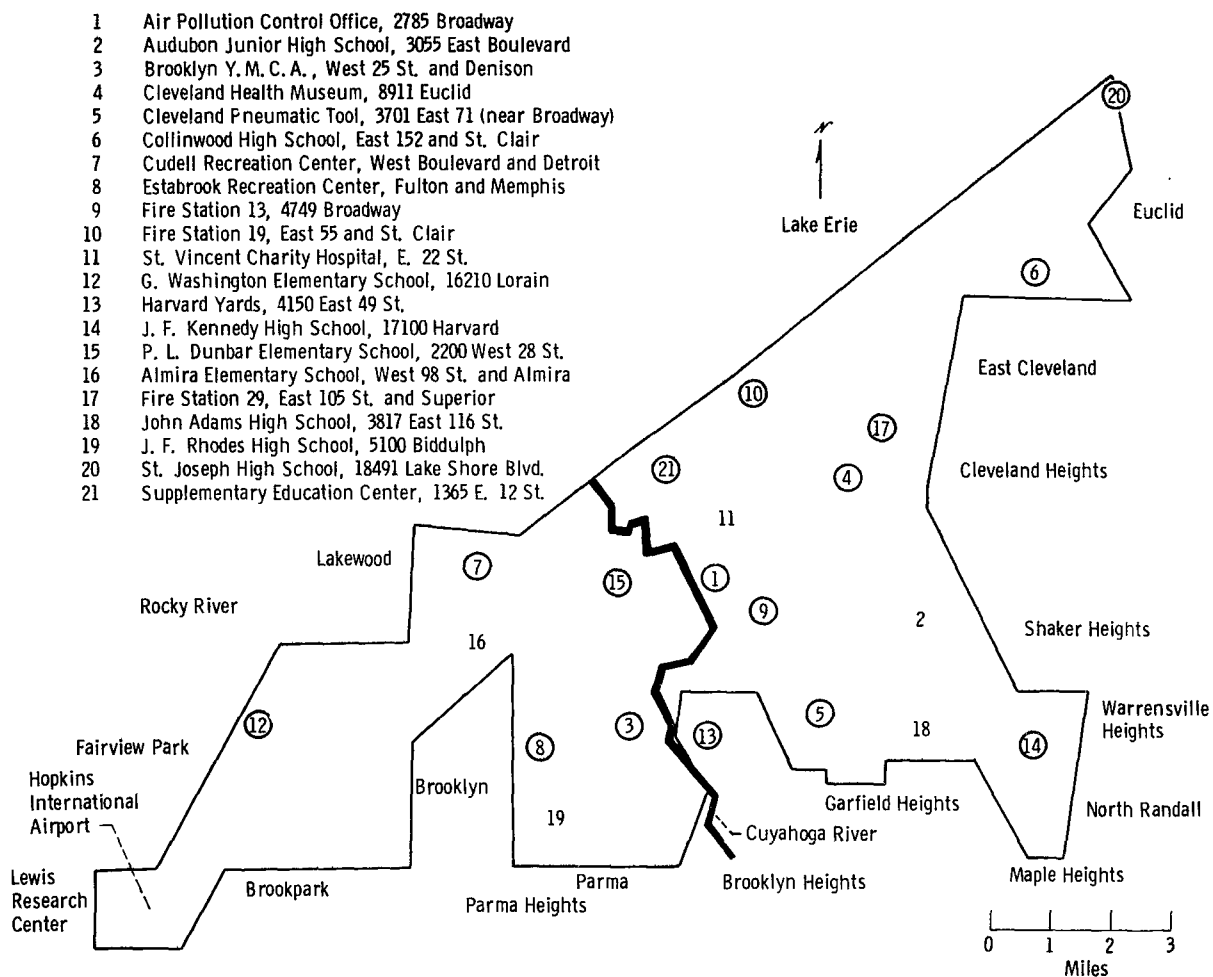 1 Air Pollution Control Office, 2785 Broadway
2 Audubon Junior High School, 3055 East Boulevard
3 Brooklyn Y.M.C.A., West 25 St. and Denison
4 Cleveland Health Museum, 8911 Euclid
5 Cleveland Pneumatic Tool, 3701 East 71 (near Broadway)
6 Collinwood High School, East 152 and St. Clair
7 Cudell Recreation Center, West Boulevard and Detroit
8 Estabrook Recreation Center, Fulton and Memphis
9 Fire Station 13, 4749 Broadway
10 Fire Station 19, East 55 and St. Clair
11 St. Vincent Charity Hospital, E. 22 St.
12 G. Washington Elementary School, 16210 Lorain
13 Harvard Yards, 4150 East 49 St.
14 J. F. Kennedy High School, 17100 Harvard
15 P. L. Dunbar Elementary School, 2200 West 28 St.
16 Almira Elementary School, West 98 St. and Almira
17 Fire Station 29, East 105 St. and Superior
18 John Adams High School, 3817 East 116 St.
19 J. F. Rhodes High School, 5100 Biddulph
20 St. Joseph High School, 18491 Lake Shore Blvd.
21 Supplementary Education Center, 1365 E. 12 St.
N
Lake Erie
20
Euclid
6
East Cleveland
10
17
Cleveland Heights
21
4
11
Lakewood
7
15
1
Rocky River
9
2
Shaker Heights
16
12
3
13
5
18
14
Warrensville
Heights
Fairview Park
8
Hopkins
International
Airport
Brooklyn
19
Garfield Heights
North Randall
Cuyahoga River
Lewis
Research
Center
Brookpark
Parma
Brooklyn Heights
Maple Heights
Parma Heights
0 1 2 3
Miles